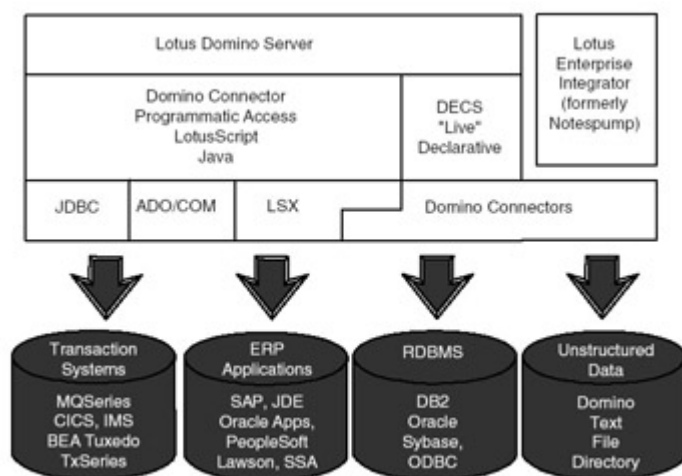 Lotus Domino Server
Lotus
Enterprise
Integrator
(formerly
Notespump)
Domino Connector
Programmatic Access
LotusScript
Java
DECS
"Live"
Declarative
JDBC
ADO/COM
LSX
Domino Connectors
Transaction
Systems
MQSeries
CICS, IMS
BEA Tuxedo
TxSeries
ERP
Applications
SAP, JDE
Oracle Apps,
PeopleSoft
Lawson, SSA
RDBMS
DB2
Oracle
Sybase,
ODBC
Unstructured
Data
Domino
Text
File
Directory